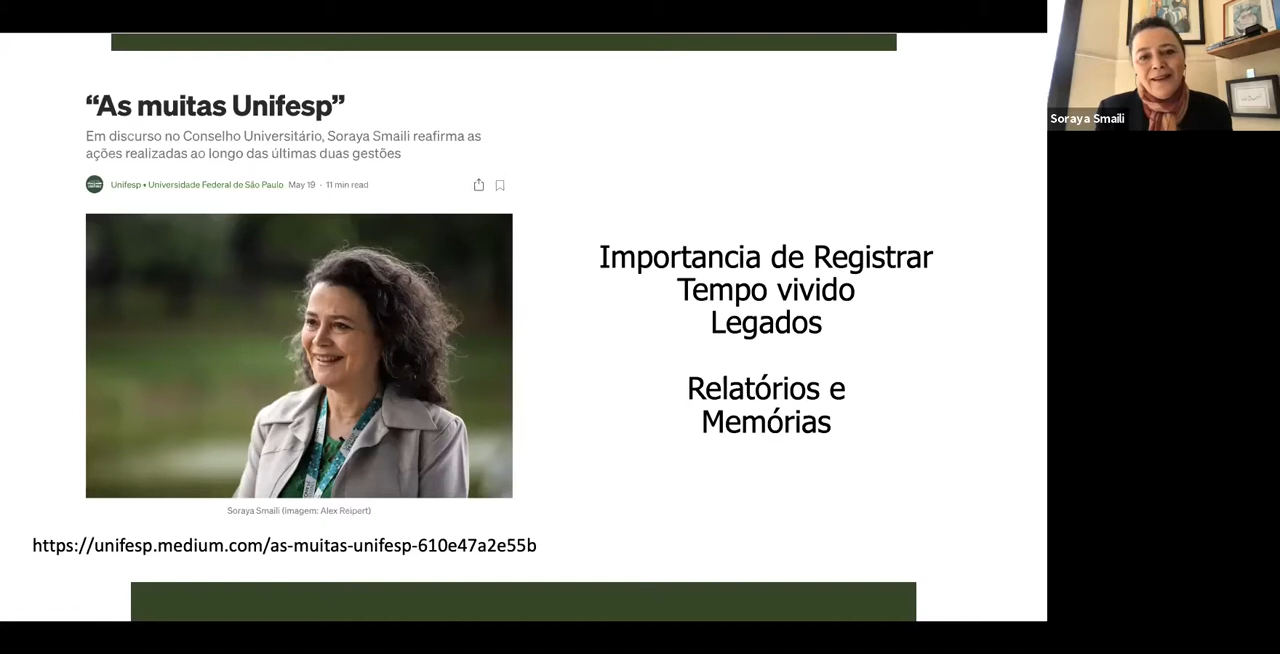 “As muitas Unifesp”
Em discurso no Conselho Universitário, Soraya Smaili reafirma as
ações realizadas ao longo das últimas duas gestões
Unifesp • Universidade Federal de São Paulo May 19 · 11 min read
Soraya Smaili (imagem: Alex Reipert)
https://unifesp.medium.com/as-muitas-unifesp-610e47a2e55b
Importancia de Registrar
Tempo vivido
Legados
Relatórios e
Memórias
Soraya Smaili